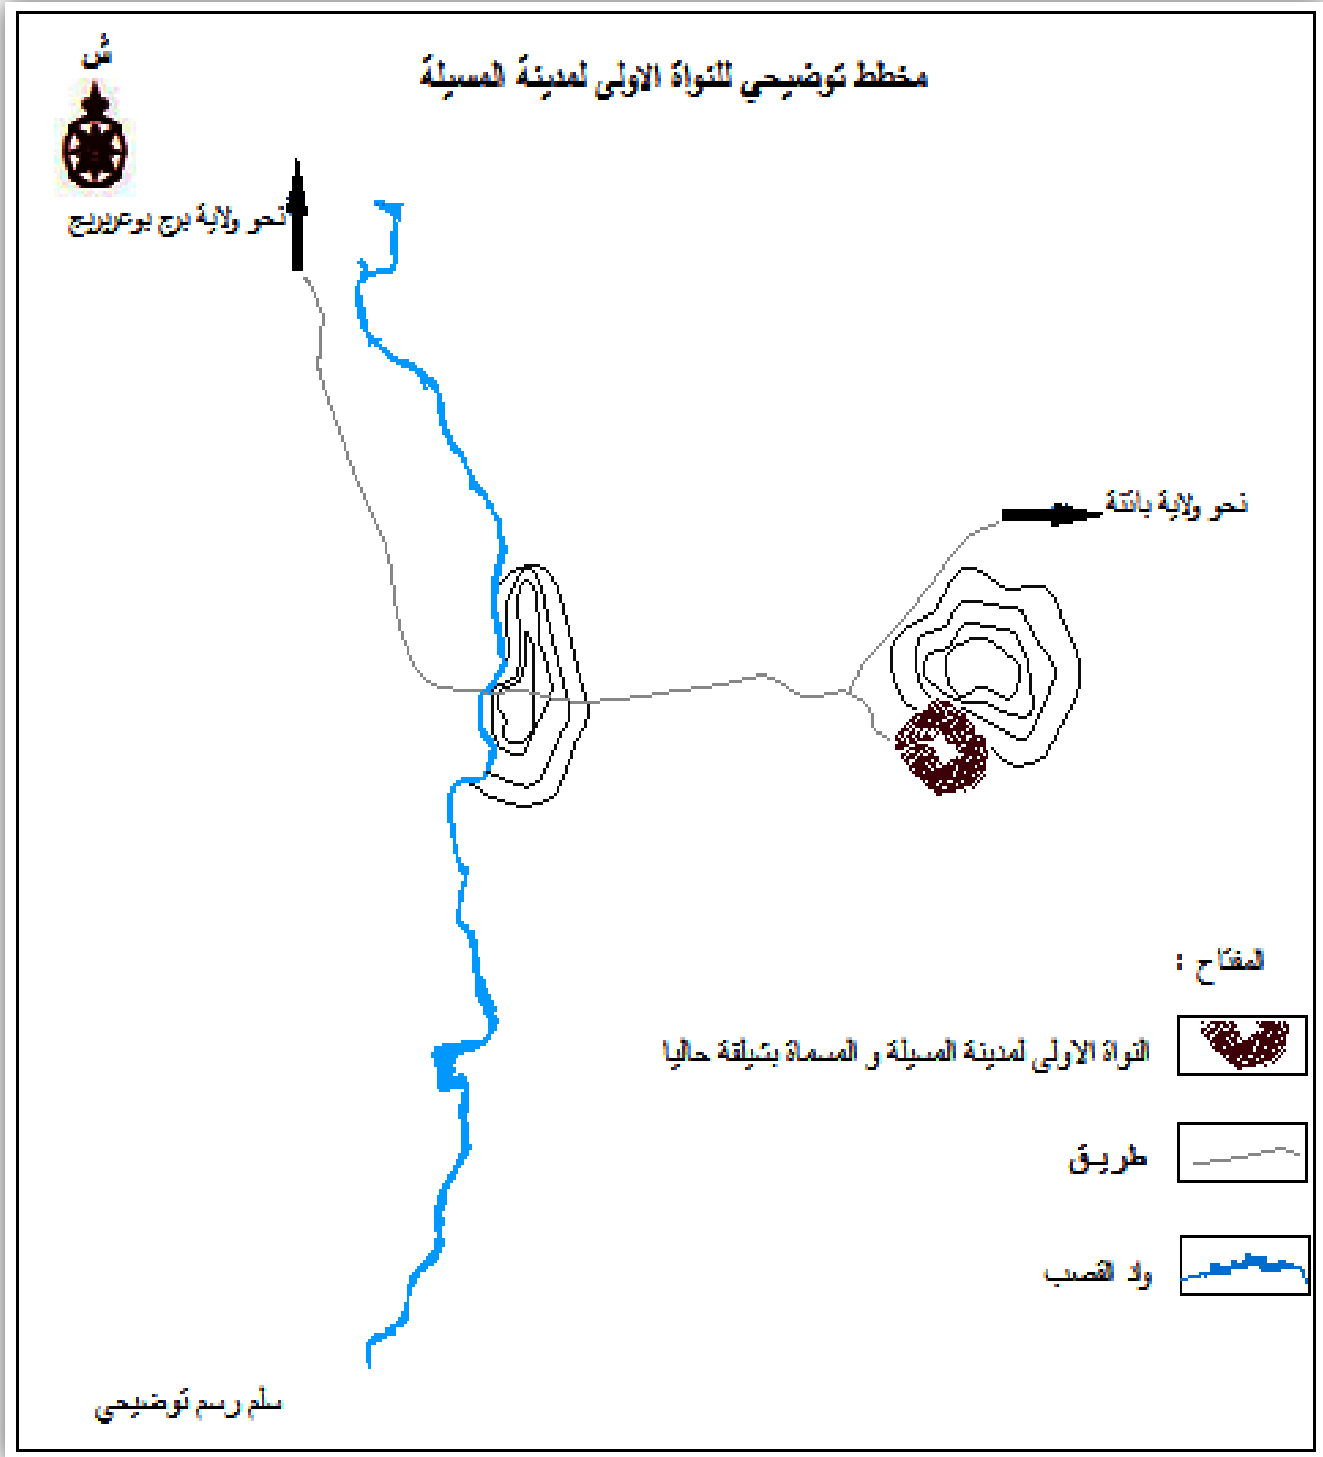 ش
مخطط توضيحي للنواة الاولى لمدينة المسيلة
نحو ولاية برج بوعريريج
نحو ولاية باتنة
المفتاح :
النواة الاولى لمدينة المسيلة و المسماة بشيلقة حاليا
طريق
واد القصب
سلم رسم توضيحي